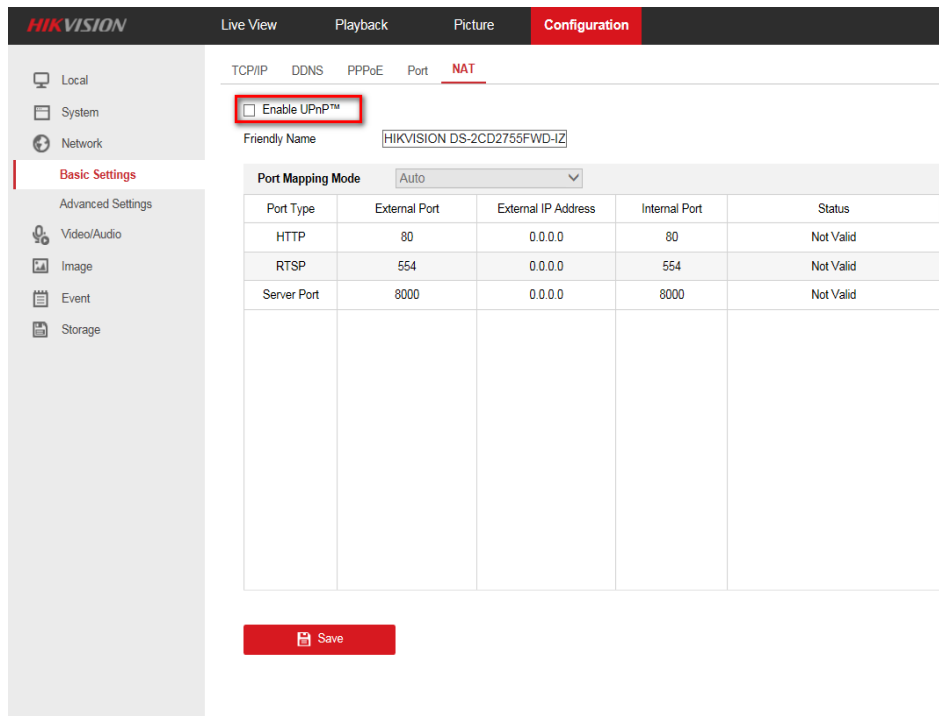 HIKVISION
Live View Playback Picture Configuration
Local
System
Network
Basic Settings
Advanced Settings
Video/Audio
Image
Event
Storage
TCP/IP DDNS PPPoE Port NAT
Enable UPnP™
Friendly Name HIKVISION DS-2CD2755FWD-IZ
Port Mapping Mode Auto
Port Type External Port External IP Address Internal Port Status
HTTP 80 0.0.0.0 80 Not Valid
RTSP 554 0.0.0.0 554 Not Valid
Server Port 8000 0.0.0.0 8000 Not Valid
Save